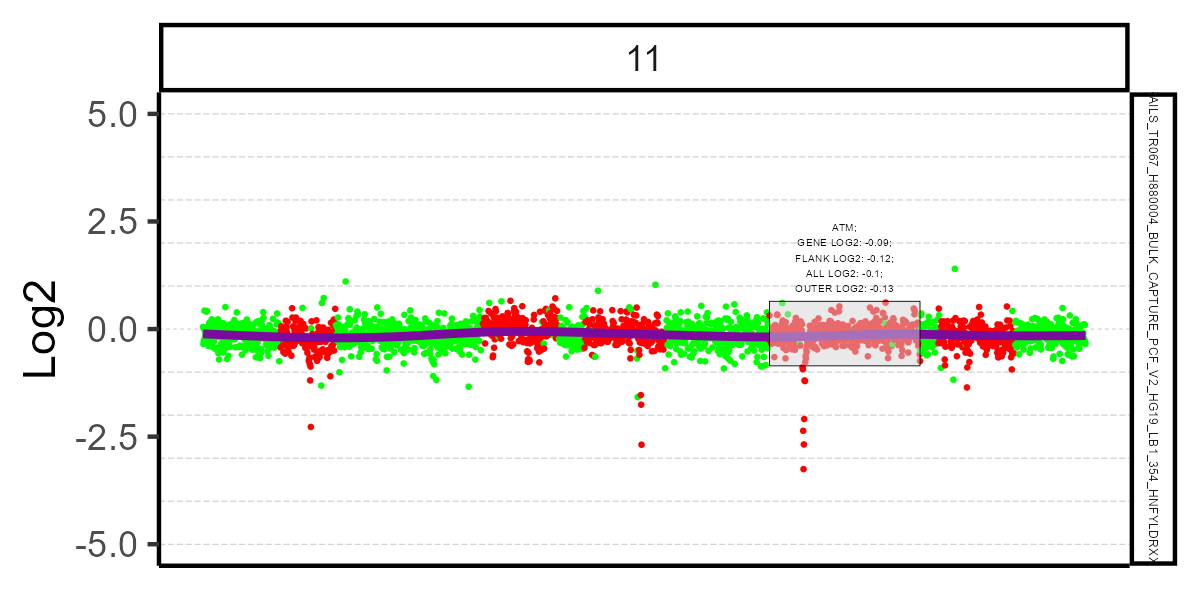 11
5.0
2.5
0.0
-2.5
-5.0
Log2
ATM;
GENE LOG2: -0.09;
FLANK LOG2: -0.12;
ALL LOG2: -0.1;
OUTER LOG2: -0.13
AILS_TR067_H880004_BULK_CAPTURE_PCF_V2_HG19_LB1_354_HNFYLDRXX